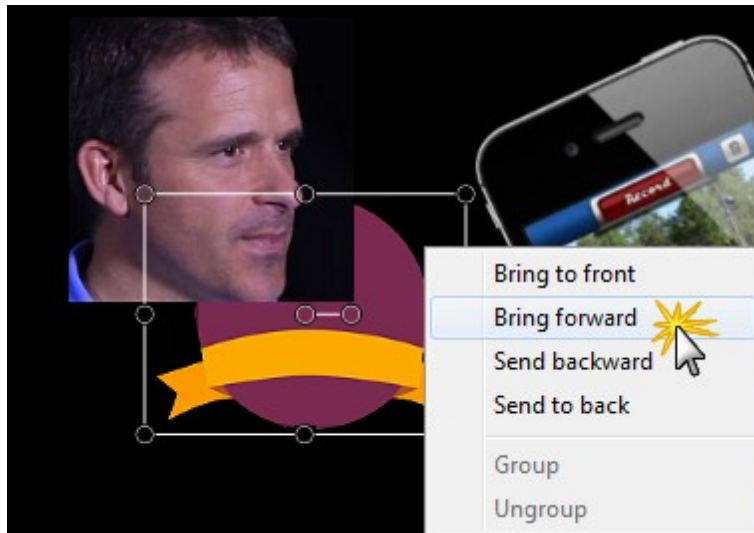 Record
Bring to front
Bring forward
Send backward
Send to back
Group
Ungroup